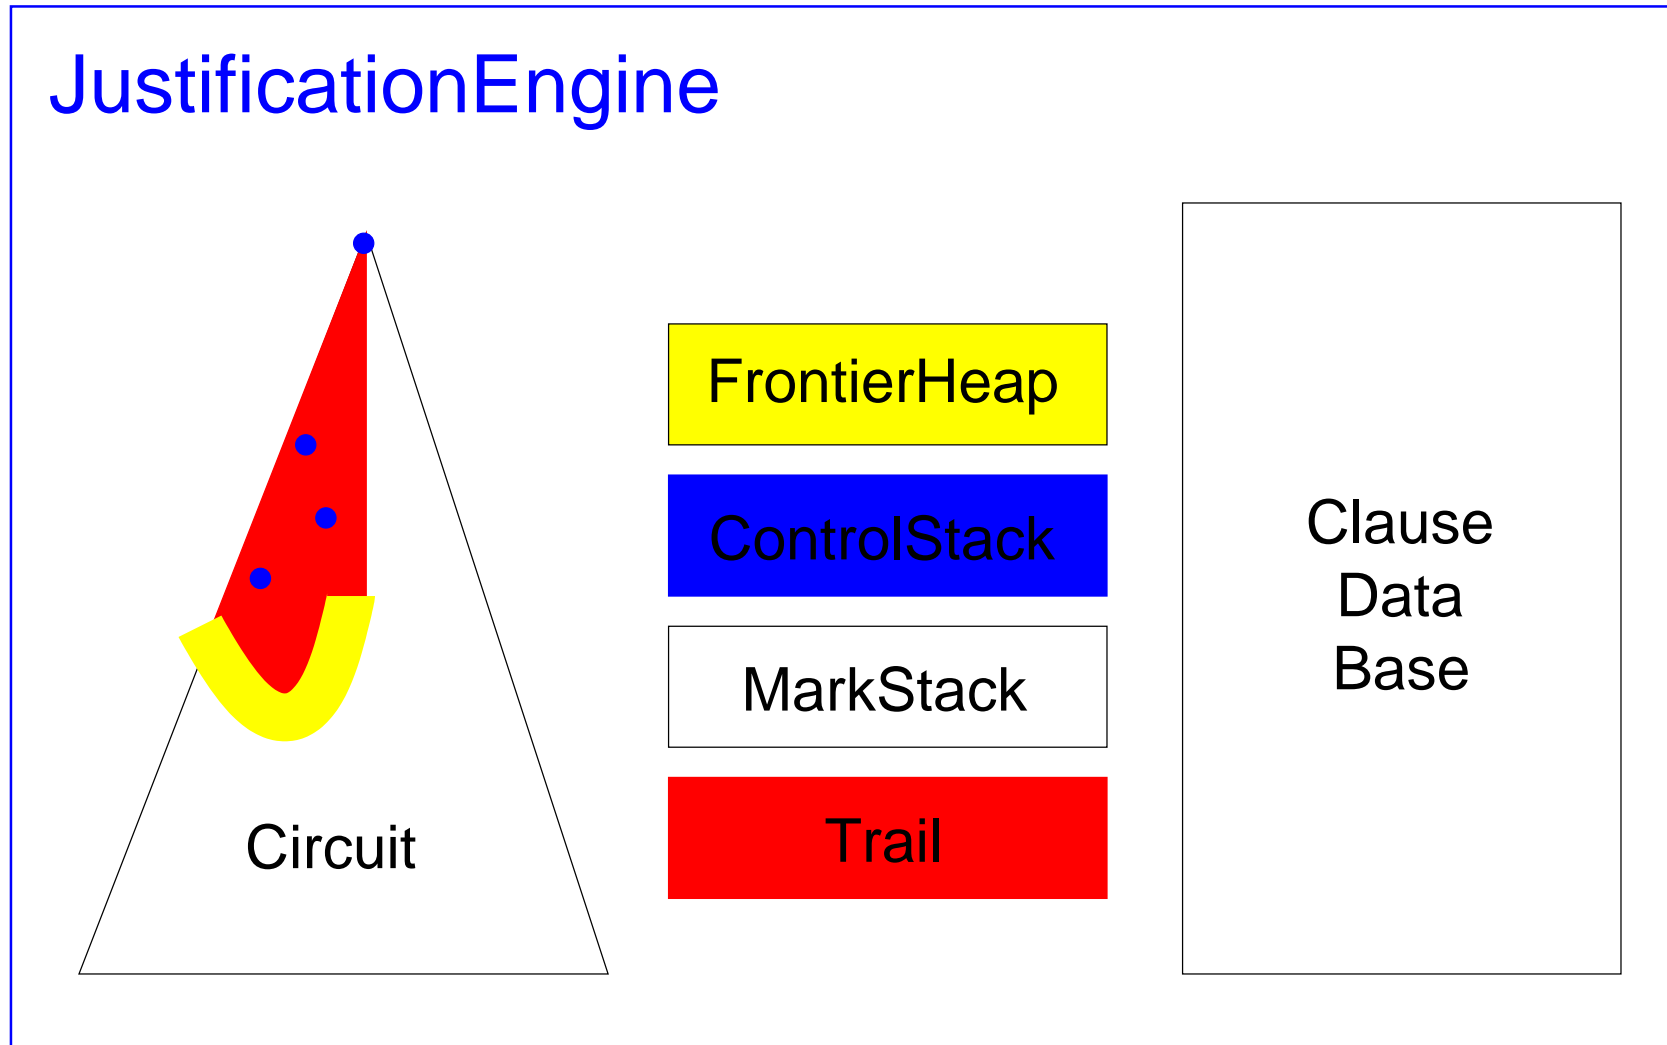 JustificationEngine
FrontierHeap
ControlStack
MarkStack
Trail
Circuit
Clause
Data
Base